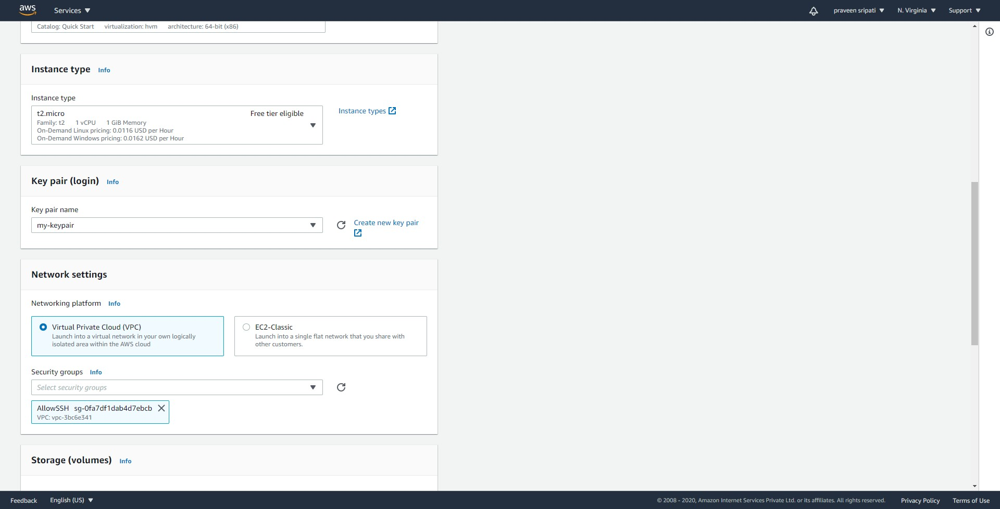 aws
Services
praveen sripati
N. Virginia
Support
Catalog: Quick Start virtualization: hvm architecture: 64-bit (x86)
Instance type Info
Instance type
t2.micro Free tier eligible
Family: t2 1 vCPU 1 GiB Memory
On-Demand Linux pricing: 0.0116 USD per Hour
On-Demand Windows pricing: 0.0162 USD per Hour
Instance types
Key pair (login) Info
Key pair name
my-keypair
Create new key pair
Network settings
Networking platform Info
Virtual Private Cloud (VPC)
Launch into a virtual network in your own logically
isolated area within the AWS cloud
EC2-Classic
Launch into a single flat network that you share with
other customers.
Security groups Info
Select security groups
AllowSSH sg-0fa7df1dab4d7ebcb
VPC: vpc-3bc6e341
Storage (volumes) Info
Feedback
English (US)
© 2008 - 2020, Amazon Internet Services Private Ltd. or its affiliates. All rights reserved.
Privacy Policy
Terms of Use